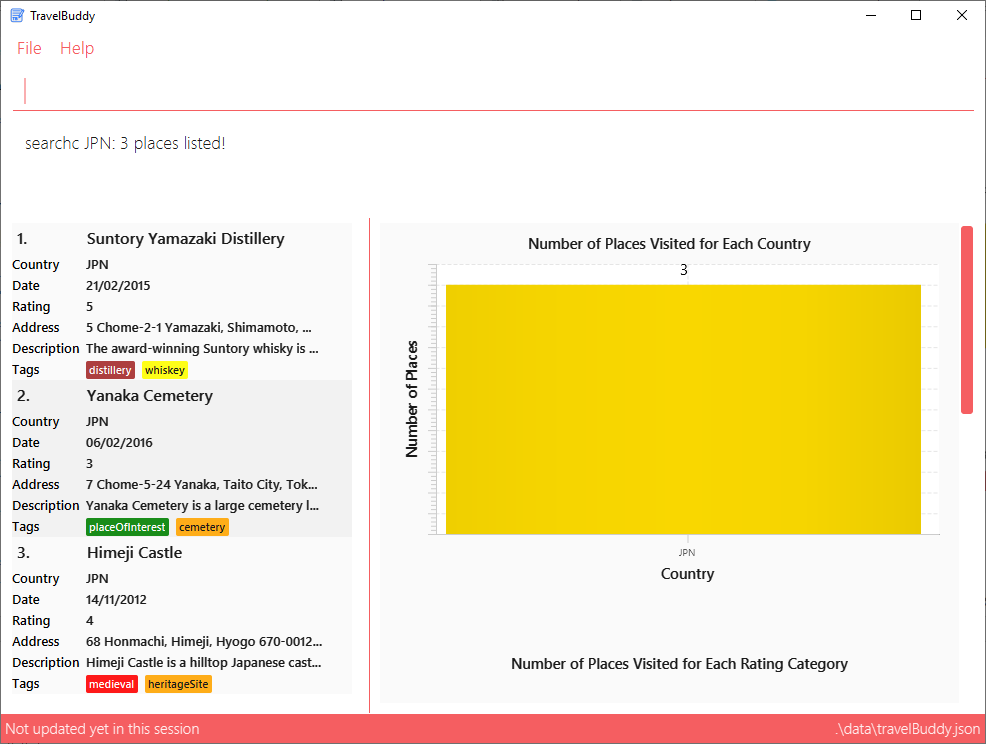 TravelBuddy
File Help
searchc JPN: 3 places listed!
1. Suntory Yamazaki Distillery
Country JPN
Date 21/02/2015
Rating 5
Address 5 Chome-2-1 Yamazaki, Shimamoto, ...
Description The award-winning Suntory whisky is ...
Tags distillery whiskey
2. Yanaka Cemetery
Country JPN
Date 06/02/2016
Rating 3
Address 7 Chome-5-24 Yanaka, Taito City, Tok...
Description Yanaka Cemetery is a large cemetery l...
Tags placeOfInterest cemetery
3. Himeji Castle
Country JPN
Date 14/11/2012
Rating 4
Address 68 Honmachi, Himeji, Hyogo 670-0012...
Description Himeji Castle is a hilltop Japanese cast...
Tags medieval heritageSite
Number of Places Visited for Each Country
3
Number of Places
JPN
Country
Number of Places Visited for Each Rating Category
Not updated yet in this session
.\data\travelBuddy.json